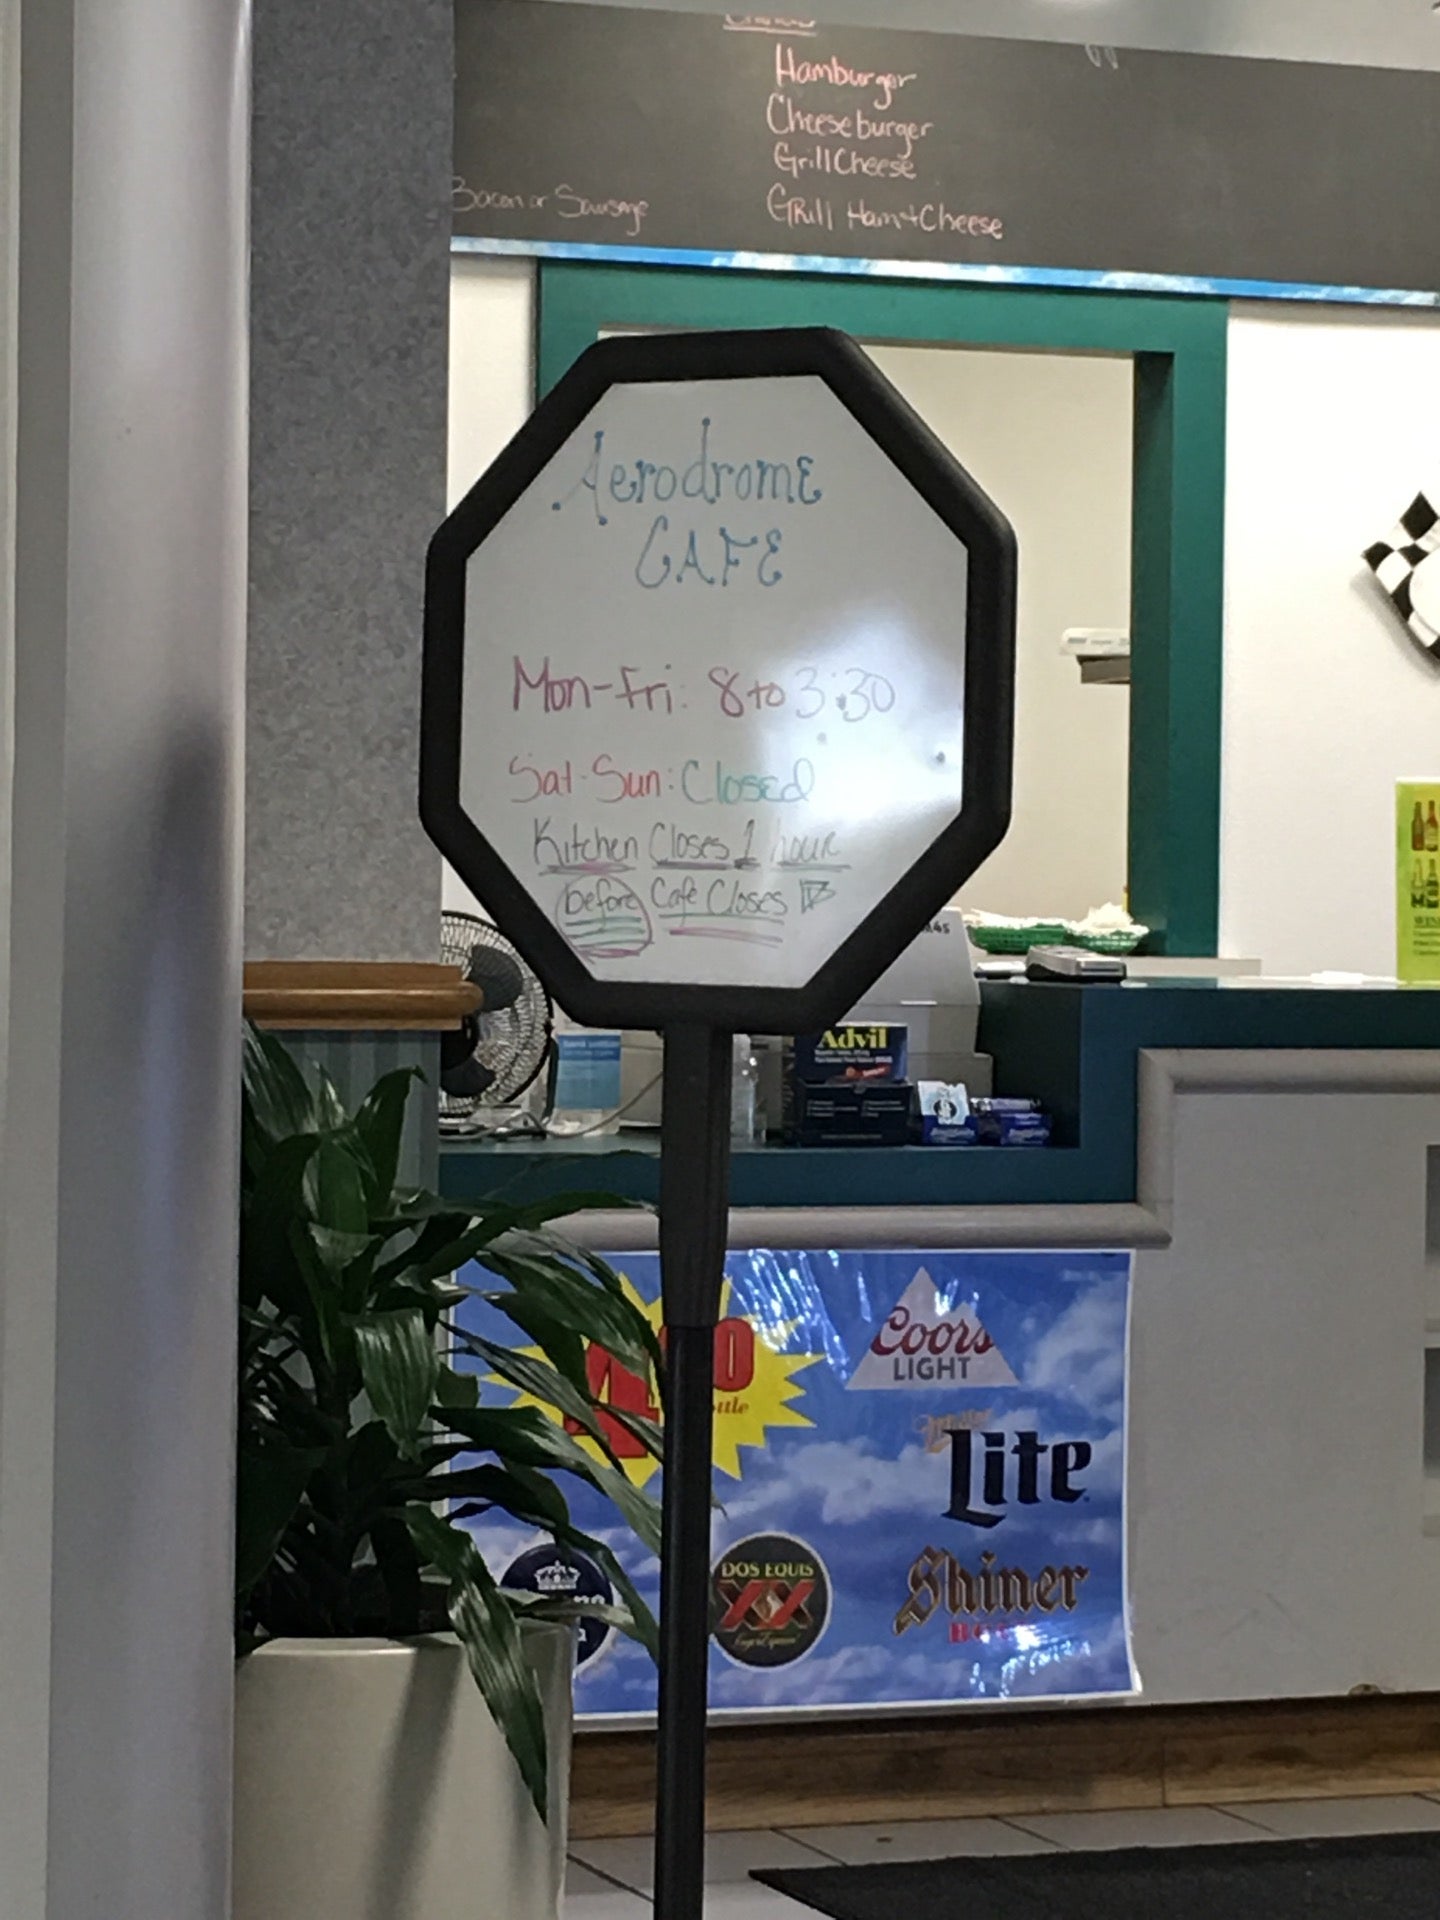 Hamburger
Cheeseburger
Grill Cheese
Bacon or Sausage
Grill Ham + Cheese
Aerodrome
CAFE
Mon-Fri: 8 to 3:30
Sat-Sun: Closed
Kitchen Closes 1 hour
before Cafe Closes
Advil
Coors
LIGHT
Lite
DOS EQUIS
XX
Shiner